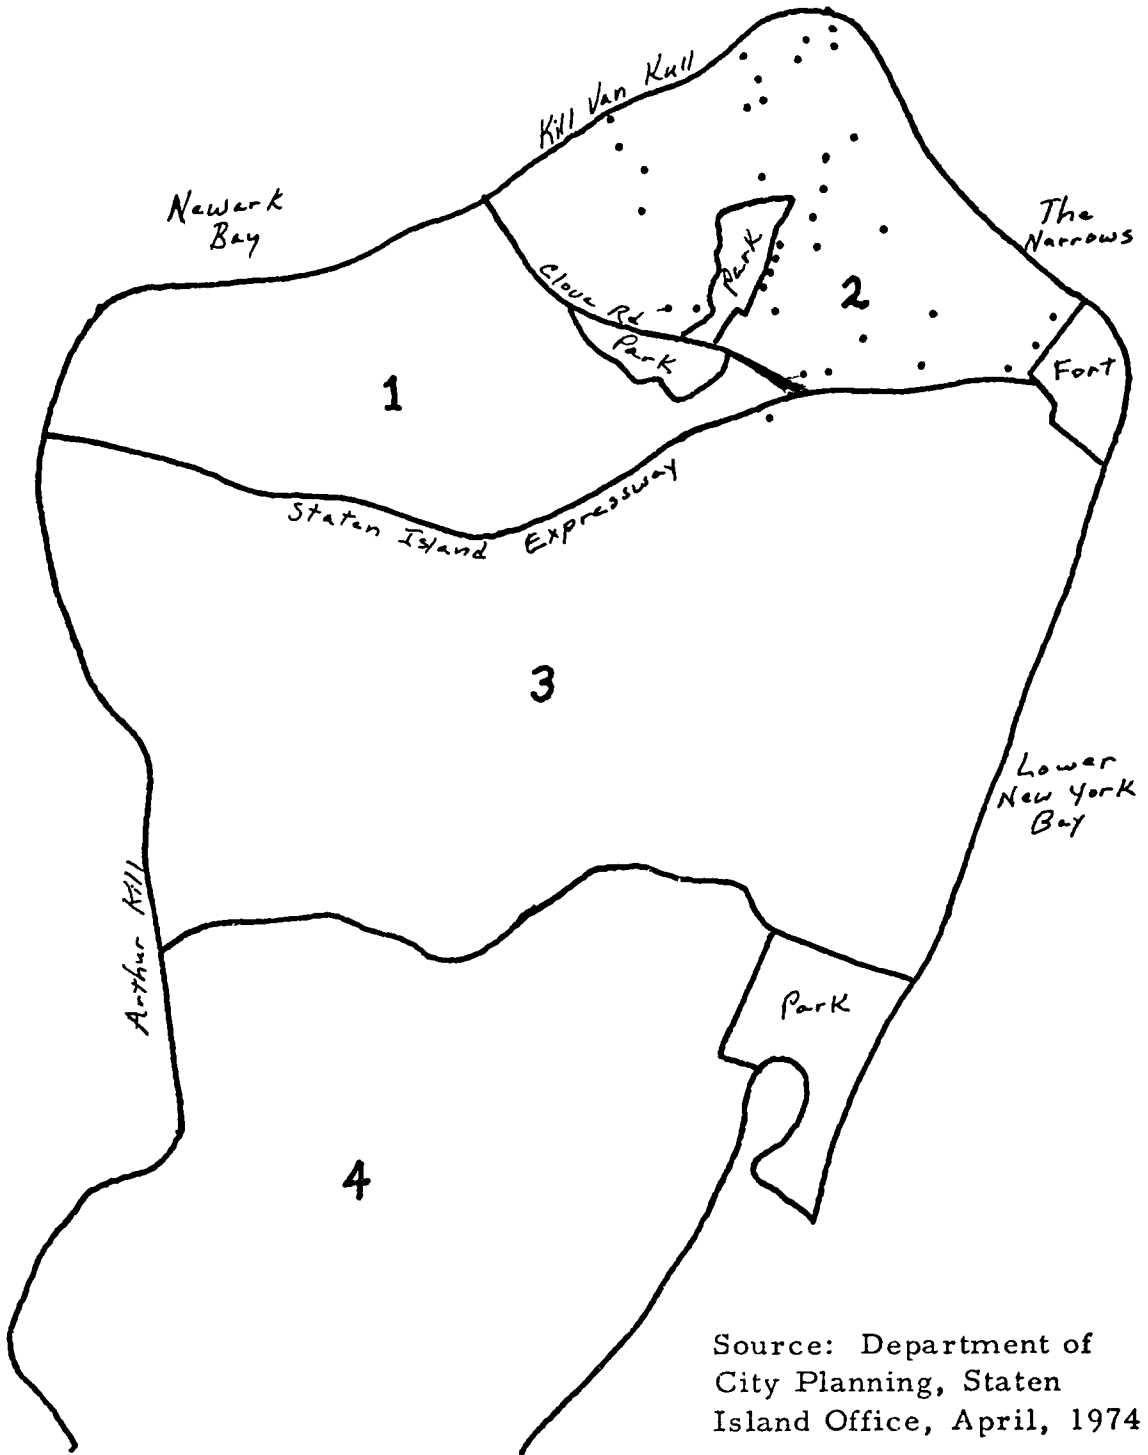 Kill Van Kull
Newark
Bay
The
Narrows
Clove Rd
Park
Park
2
Fort
1
Staten Island Expressway
3
Lower
New York
Bay
Arthur Kill
Park
4
Source: Department of
City Planning, Staten
Island Office, April, 1974